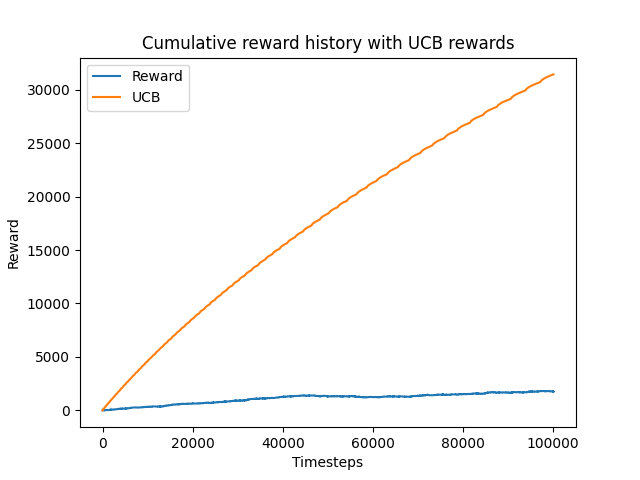 Cumulative reward history with UCB rewards
Reward
UCB
30000
25000
20000
15000
10000
5000
0
Reward
0 20000 40000 60000 80000 100000
Timesteps